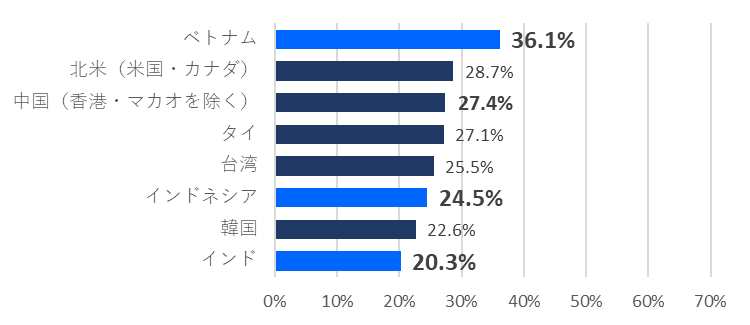 ベトナム 36.1%
北米（米国・カナダ） 28.7%
中国（香港・マカオを除く） 27.4%
タイ 27.1%
台湾 25.5%
インドネシア 24.5%
韓国 22.6%
インド 20.3%
0% 10% 20% 30% 40% 50% 60% 70%